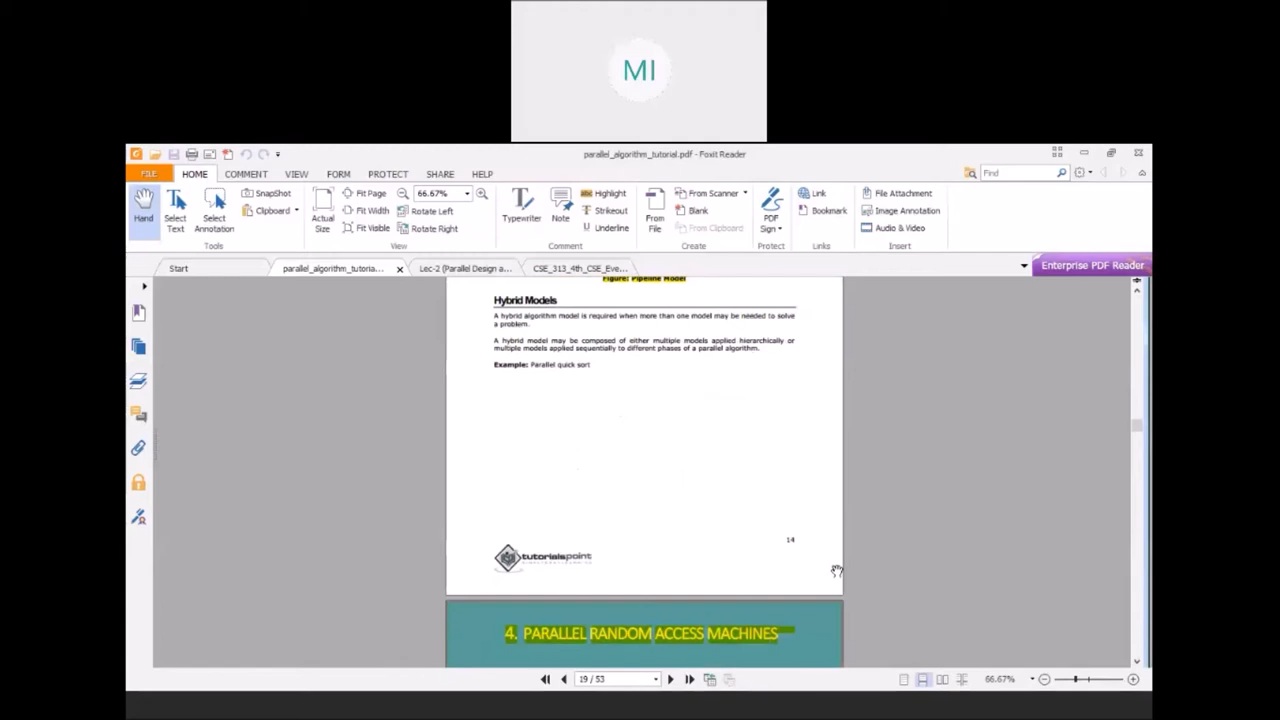 MI
parallel_algorithm_tutorial.pdf - Foxit Reader
FILE HOME COMMENT VIEW FORM PROTECT SHARE HELP
Find
Hand
Select Text
Select Annotation
SnapShot
Clipboard
Tools
Actual Size
Fit Page
Fit Width
Fit Visible
66.67%
Rotate Left
Rotate Right
View
Typewriter
Note
Highlight
Strikeout
Underline
Comment
From File
From Scanner
Blank
From Clipboard
Create
PDF Sign
Protect
Link
Bookmark
Links
File Attachment
Image Annotation
Audio & Video
Insert
Start
parallel_algorithm_tutoria...
Lec-2 (Parallel Design a...
CSE_313_4th_CSE_Eve...
Enterprise PDF Reader
Figure: Pipeline Model
Hybrid Models
A hybrid algorithm model is required when more than one model may be needed to solve
a problem.
A hybrid model may be composed of either multiple models applied hierarchically or
multiple models applied sequentially to different phases of a parallel algorithm.
Example: Parallel quick sort
14
tutorialspoint
4. PARALLEL RANDOM ACCESS MACHINES
19 / 53
66.67%